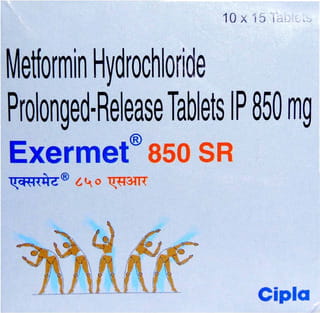 10 x 15 Tablets
Metformin Hydrochloride
Prolonged-Release Tablets IP 850 mg
Exermet® 850 SR
एक्सरमेट® ८५० एसआर
Cipla